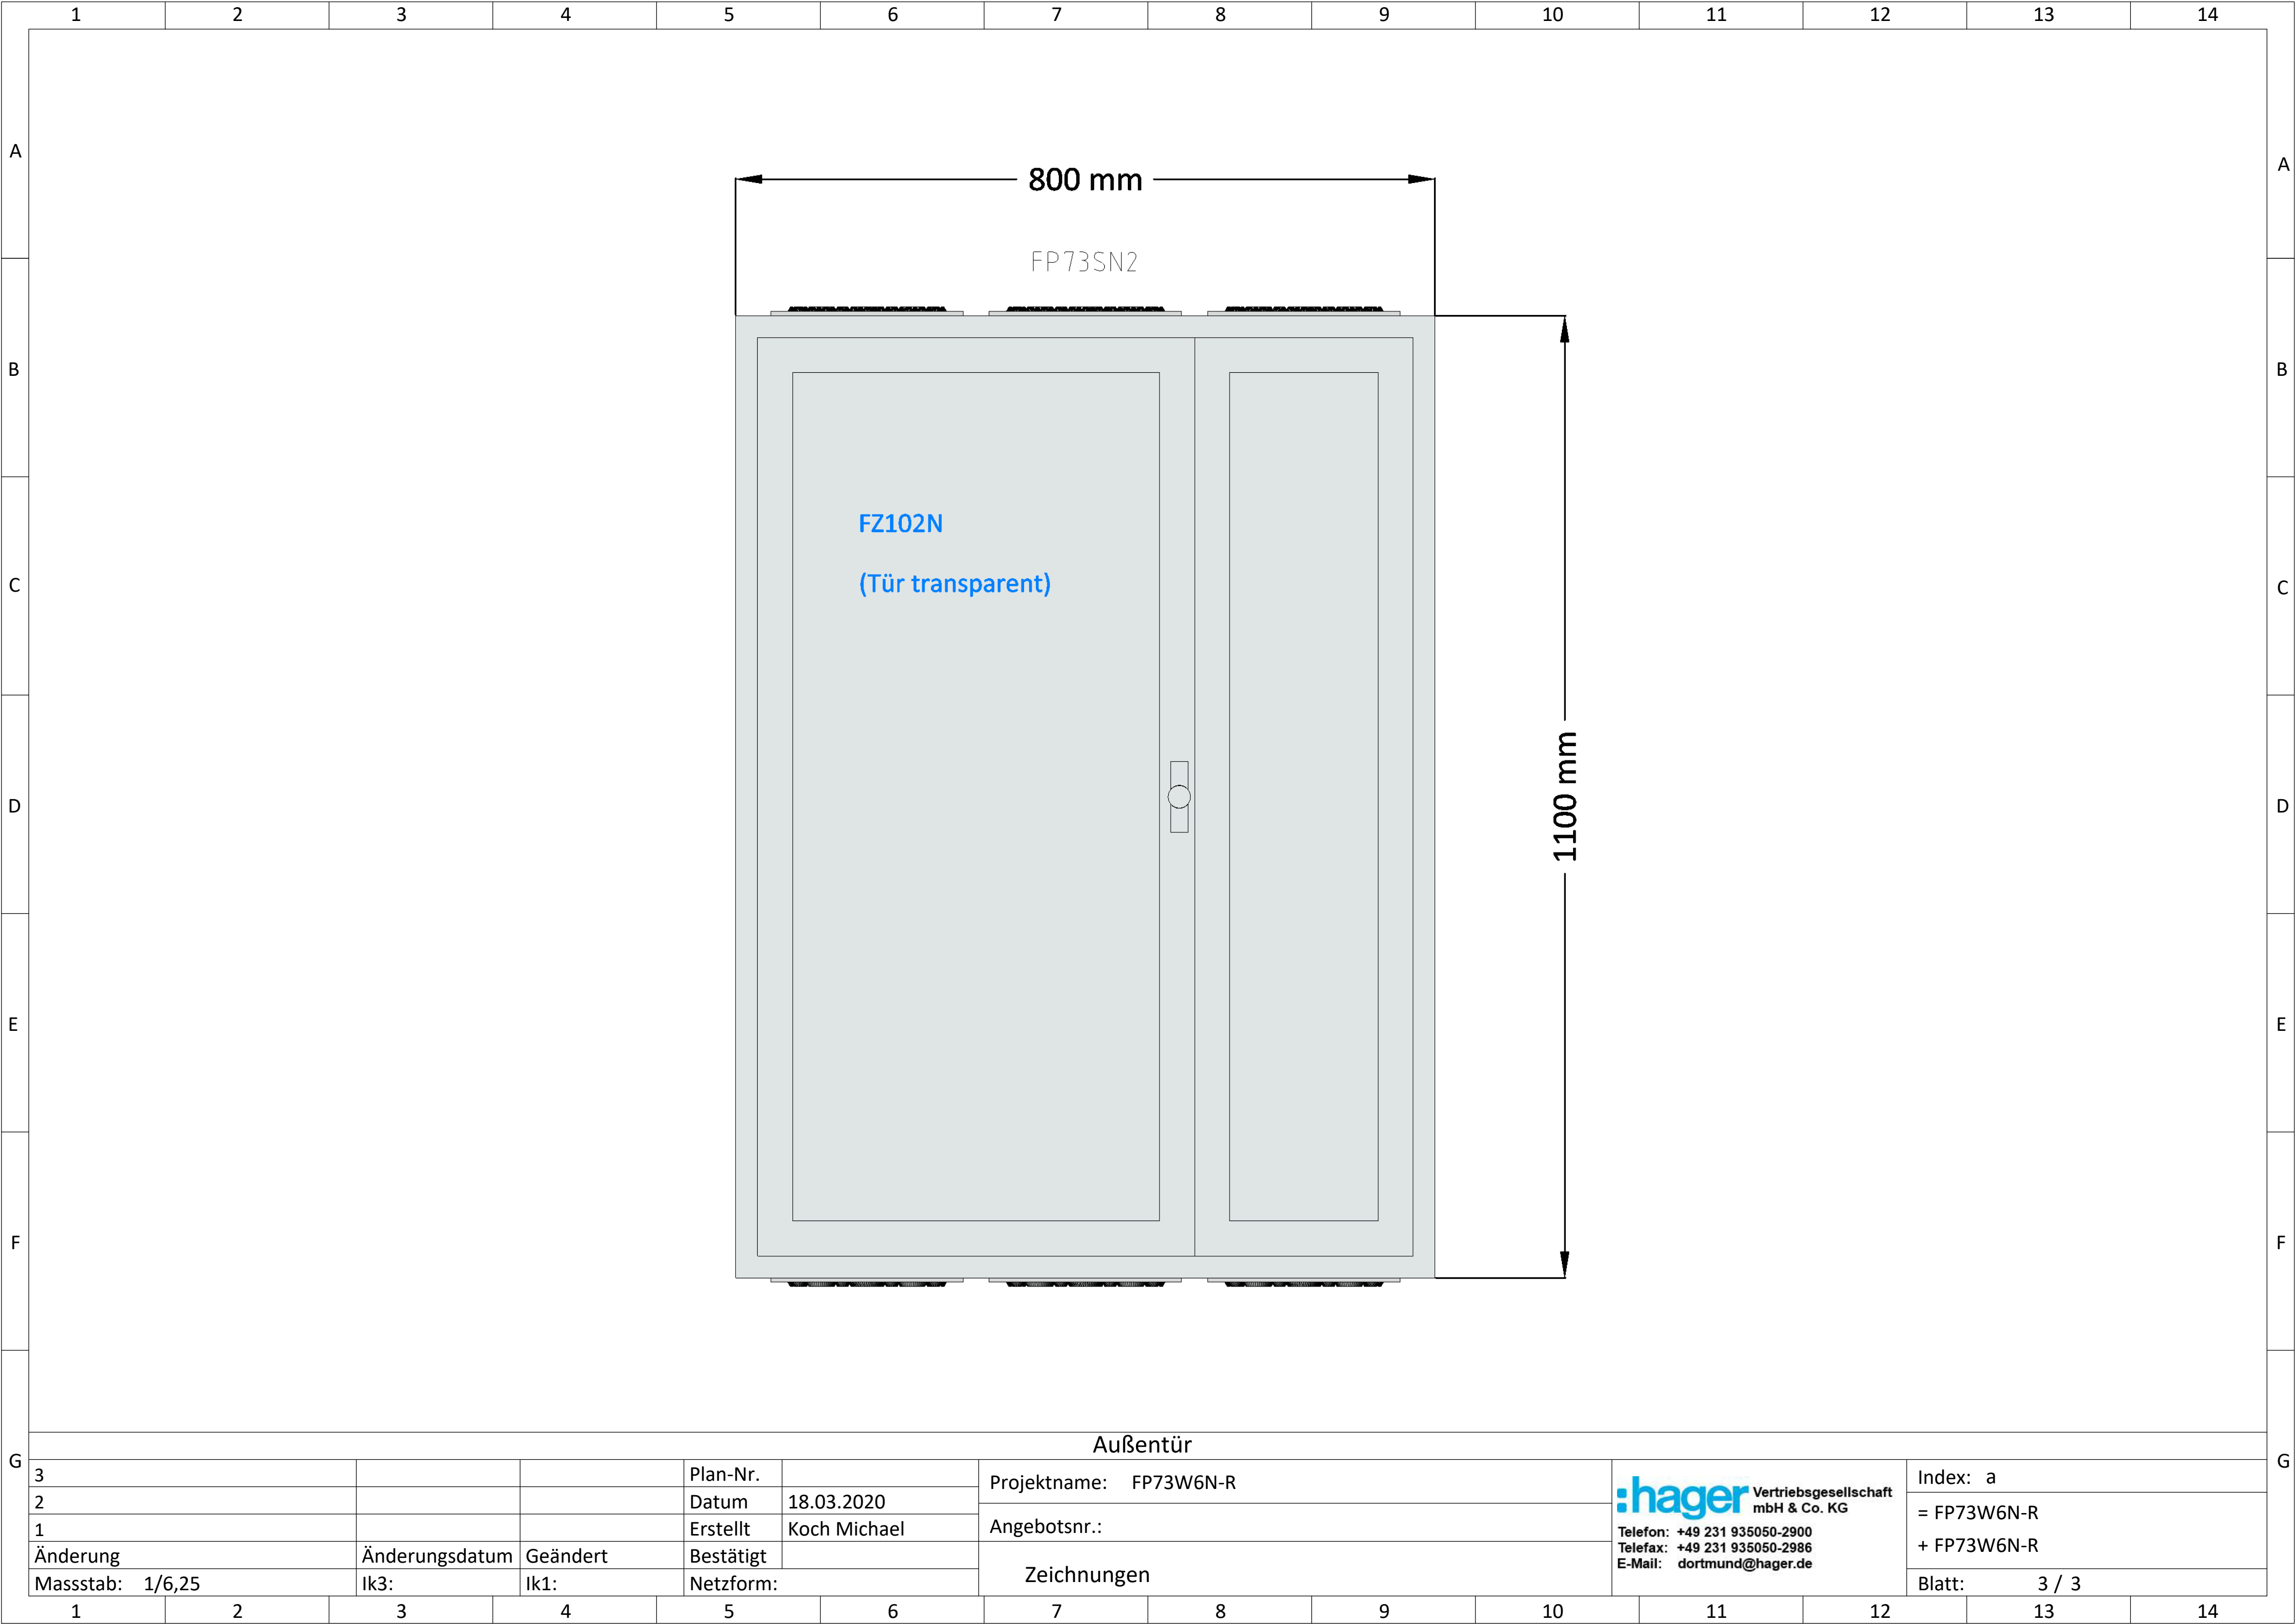 1 2 3 4 5 6 7 8 9 10 11 12 13 14
A A
800 mm
FP73SN2
B B
FZ102N
C (Tür transparent) C
1100 mm
D D
E E
F F
Außentür
G G
3 Plan-Nr. Projektname: FP73W6N-R Index: a
2 Datum 18.03.2020
:hager Vertriebsgesellschaft
mbH & Co. KG
= FP73W6N-R
1 Erstellt Koch Michael Angebotsnr.:
Telefon: +49 231 935050-2900
Telefax: +49 231 935050-2986
E-Mail: dortmund@hager.de
+ FP73W6N-R
Änderung Änderungsdatum Geändert Bestätigt
Zeichnungen
Massstab: 1/6,25 Ik3: Ik1: Netzform: Blatt: 3 / 3
1 2 3 4 5 6 7 8 9 10 11 12 13 14